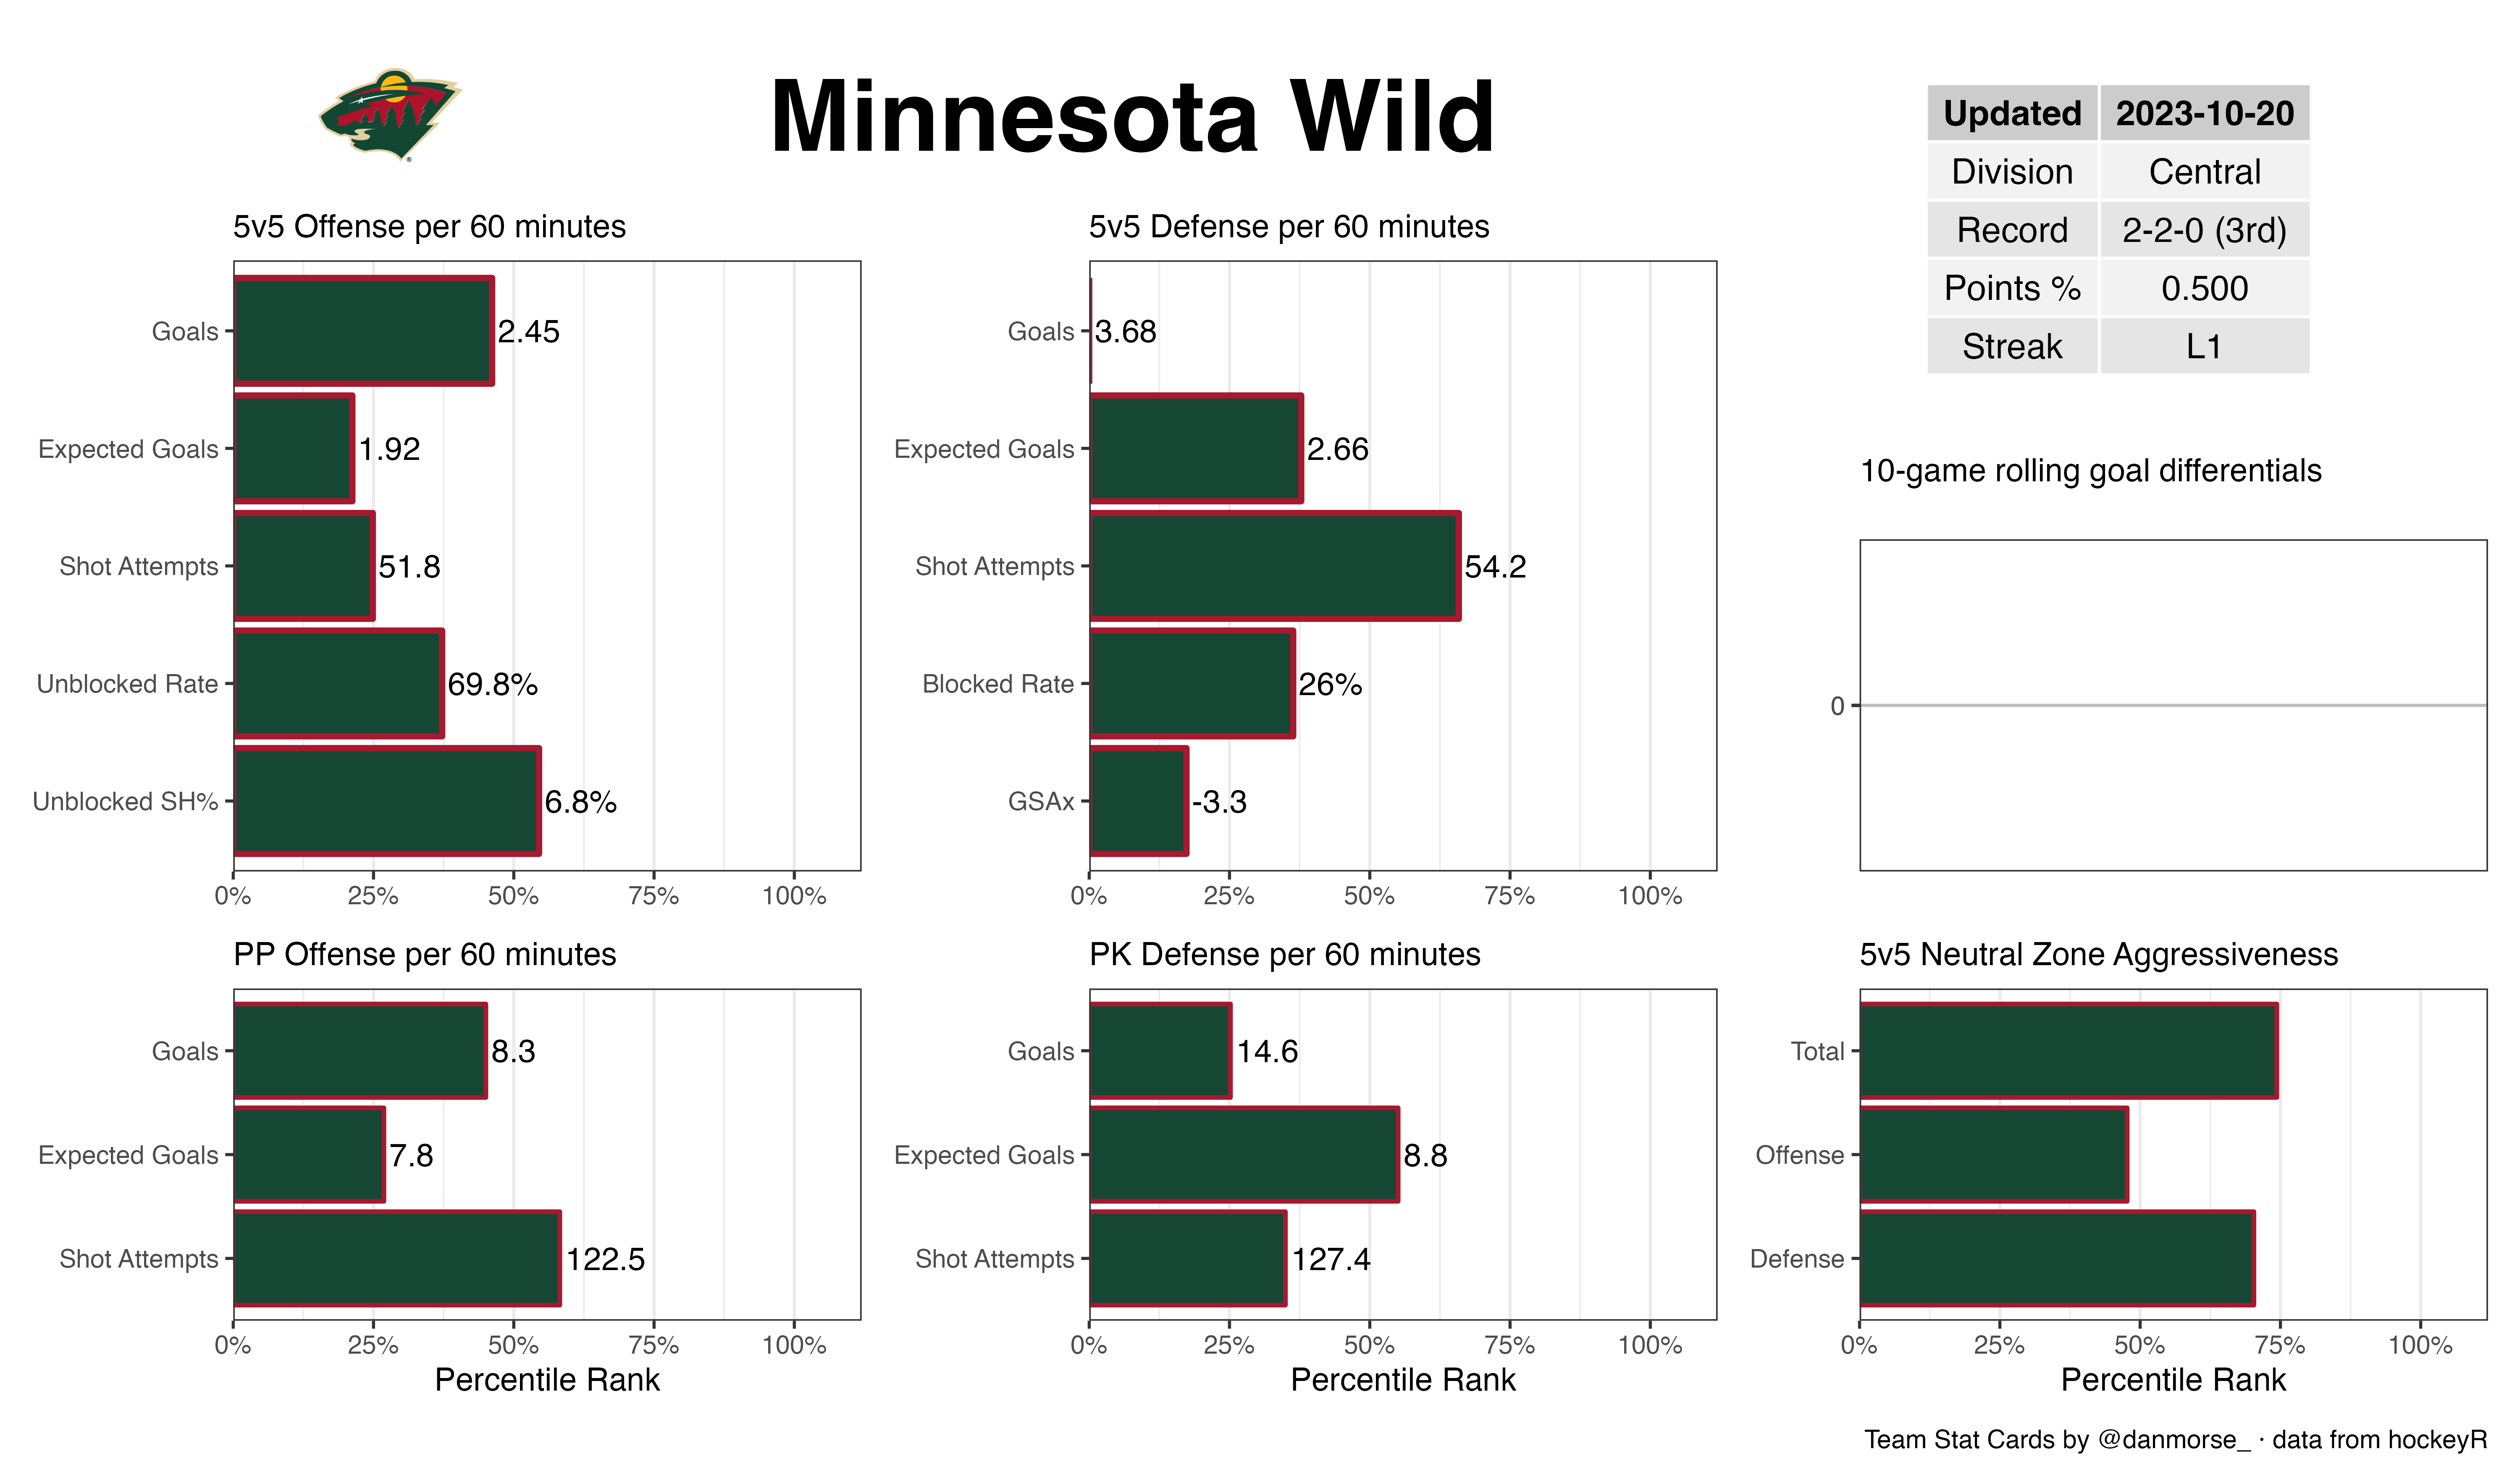 Minnesota Wild
Updated 2023-10-20
Division Central
Record 2-2-0 (3rd)
Points % 0.500
Streak L1
5v5 Offense per 60 minutes
Goals 2.45
Expected Goals 1.92
Shot Attempts 51.8
Unblocked Rate 69.8%
Unblocked SH% 6.8%
0% 25% 50% 75% 100%
5v5 Defense per 60 minutes
Goals 3.68
Expected Goals 2.66
Shot Attempts 54.2
Blocked Rate 26%
GSAx -3.3
0% 25% 50% 75% 100%
10-game rolling goal differentials
0
PP Offense per 60 minutes
Goals 8.3
Expected Goals 7.8
Shot Attempts 122.5
0% 25% 50% 75% 100%
Percentile Rank
PK Defense per 60 minutes
Goals 14.6
Expected Goals 8.8
Shot Attempts 127.4
0% 25% 50% 75% 100%
Percentile Rank
5v5 Neutral Zone Aggressiveness
Total
Offense
Defense
0% 25% 50% 75% 100%
Percentile Rank
Team Stat Cards by @danmorse_ · data from hockeyR